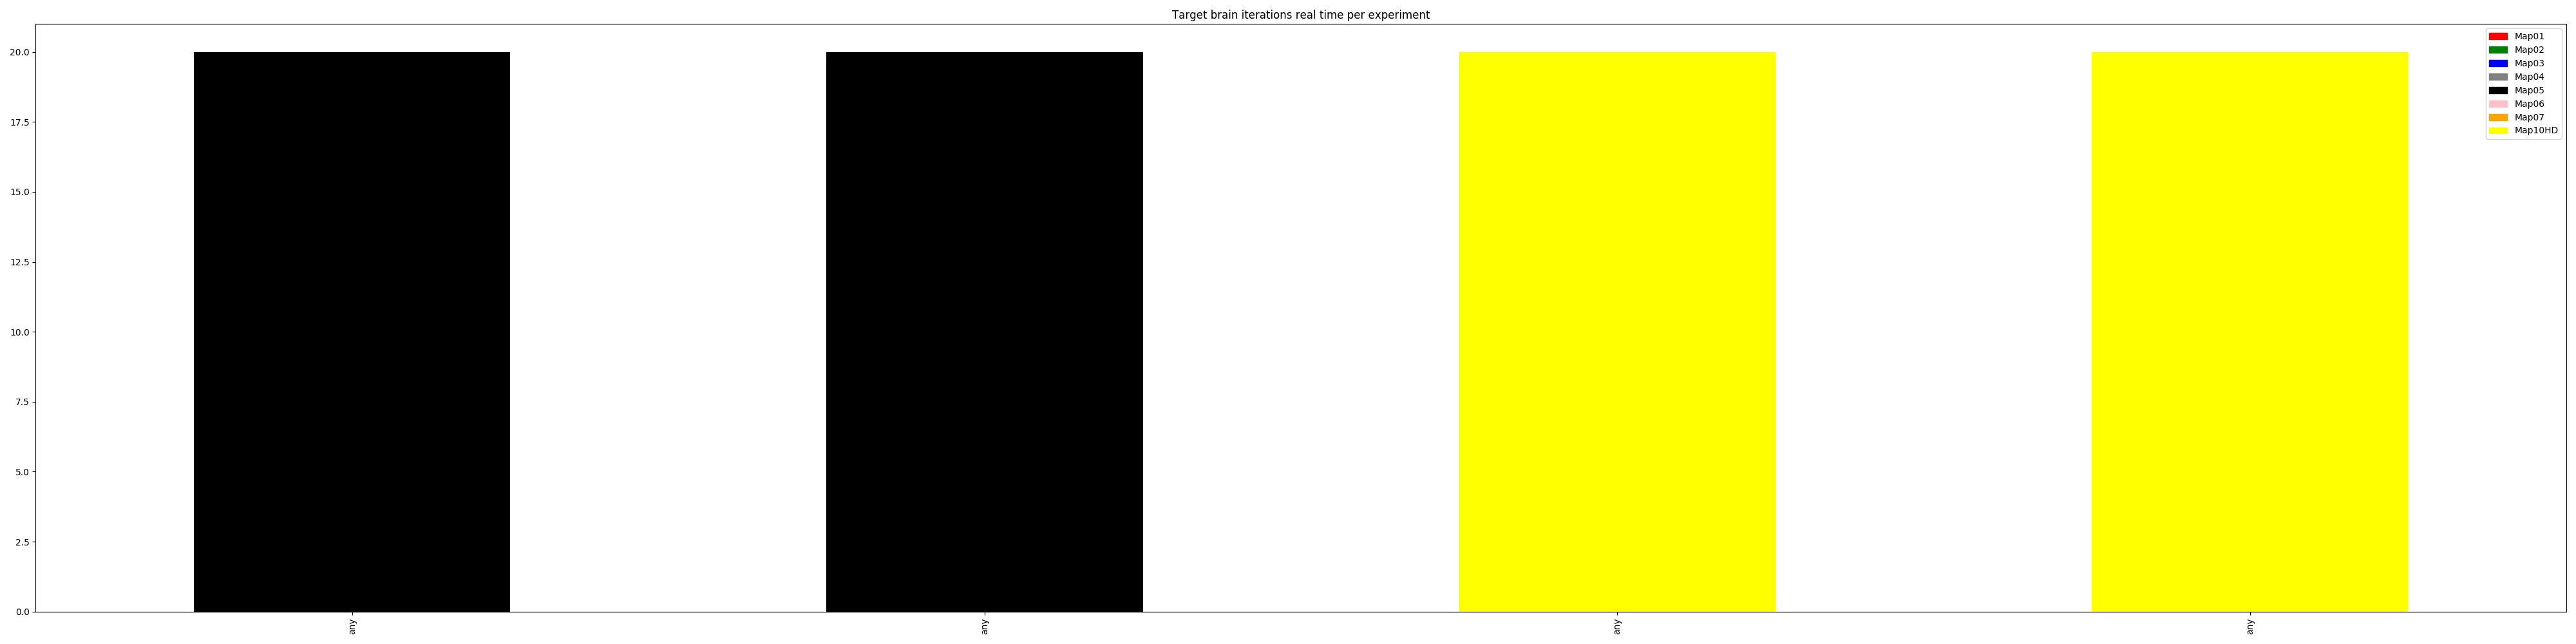 Target brain iterations real time per experiment
20.0
17.5
15.0
12.5
10.0
7.5
5.0
2.5
0.0
Map01
Map02
Map03
Map04
Map05
Map06
Map07
Map10HD
any
any
any
any